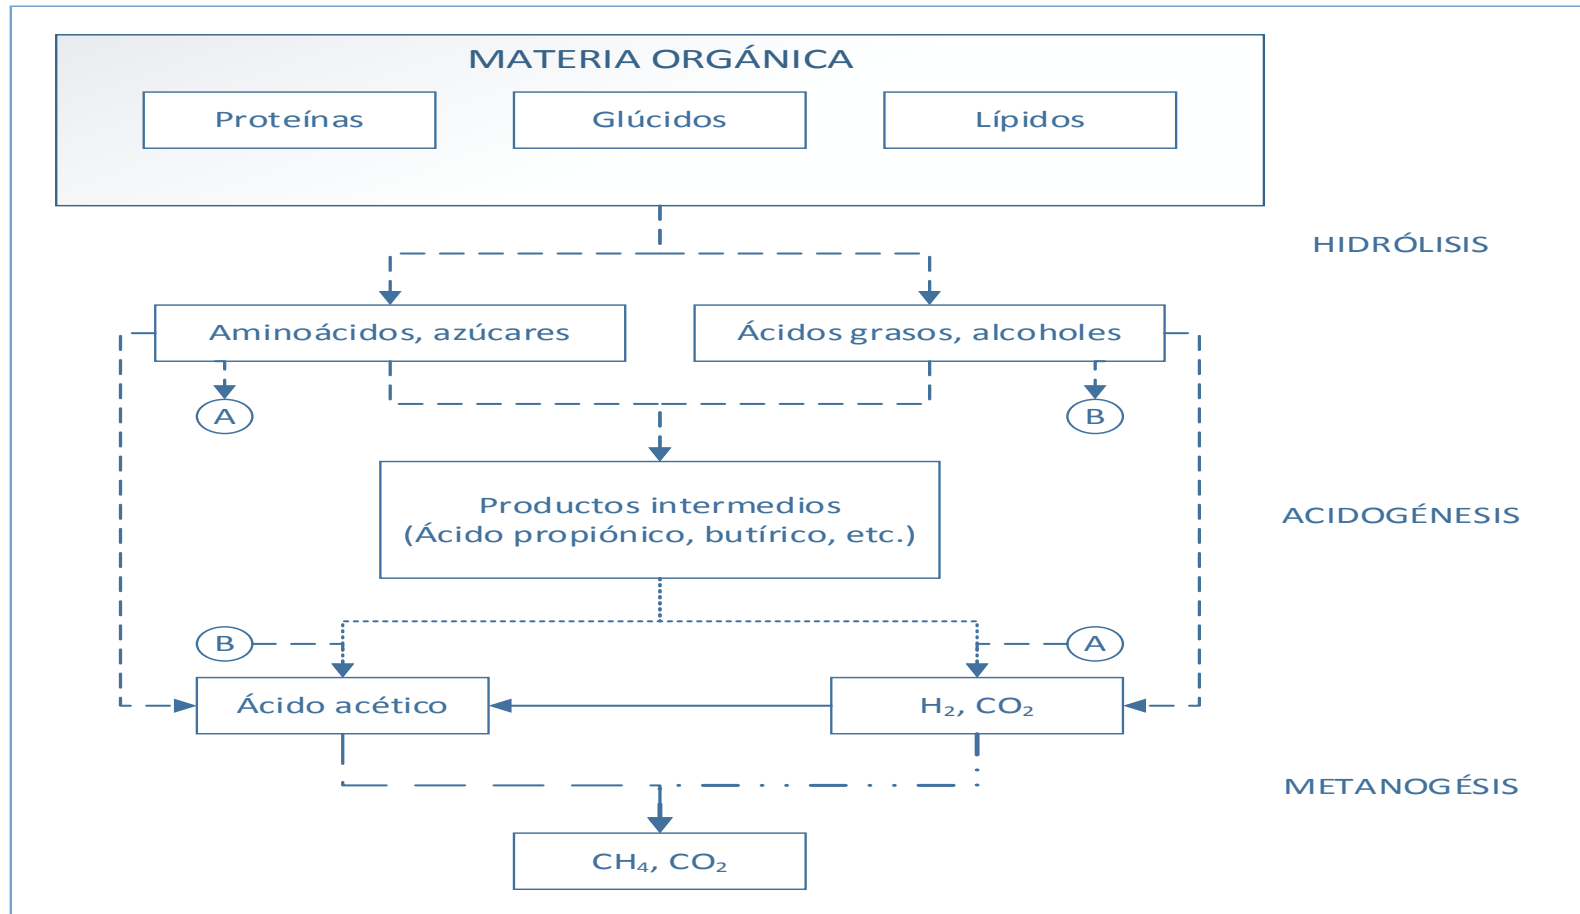 MATERIA ORGÁNICA
Proteínas
Glúcidos
Lípidos
HIDRÓLISIS
Aminoácidos, azúcares
Ácidos grasos, alcoholes
A
B
Productos intermedios
(Ácido propiónico, butírico, etc.)
ACIDOGÉNESIS
B
A
Ácido acético
H₂, CO₂
METANOGÉSIS
CH₄, CO₂